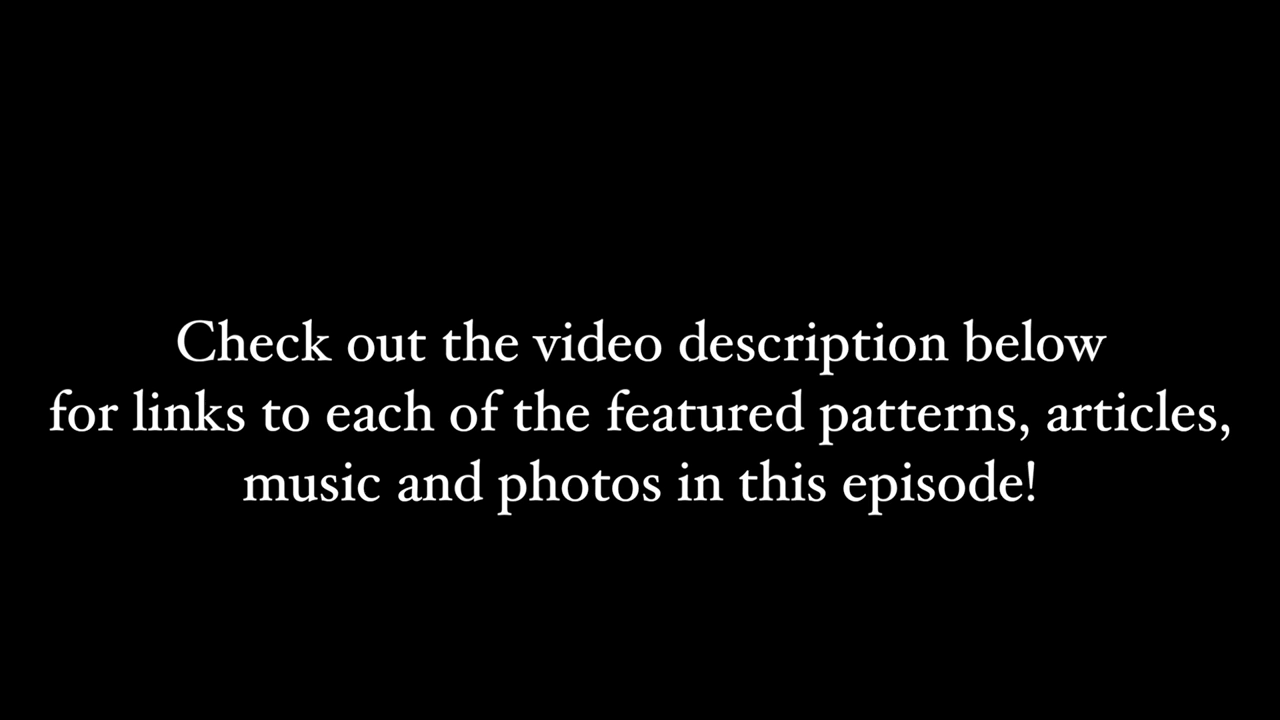 Check out the video description below
for links to each of the featured patterns, articles,
music and photos in this episode!